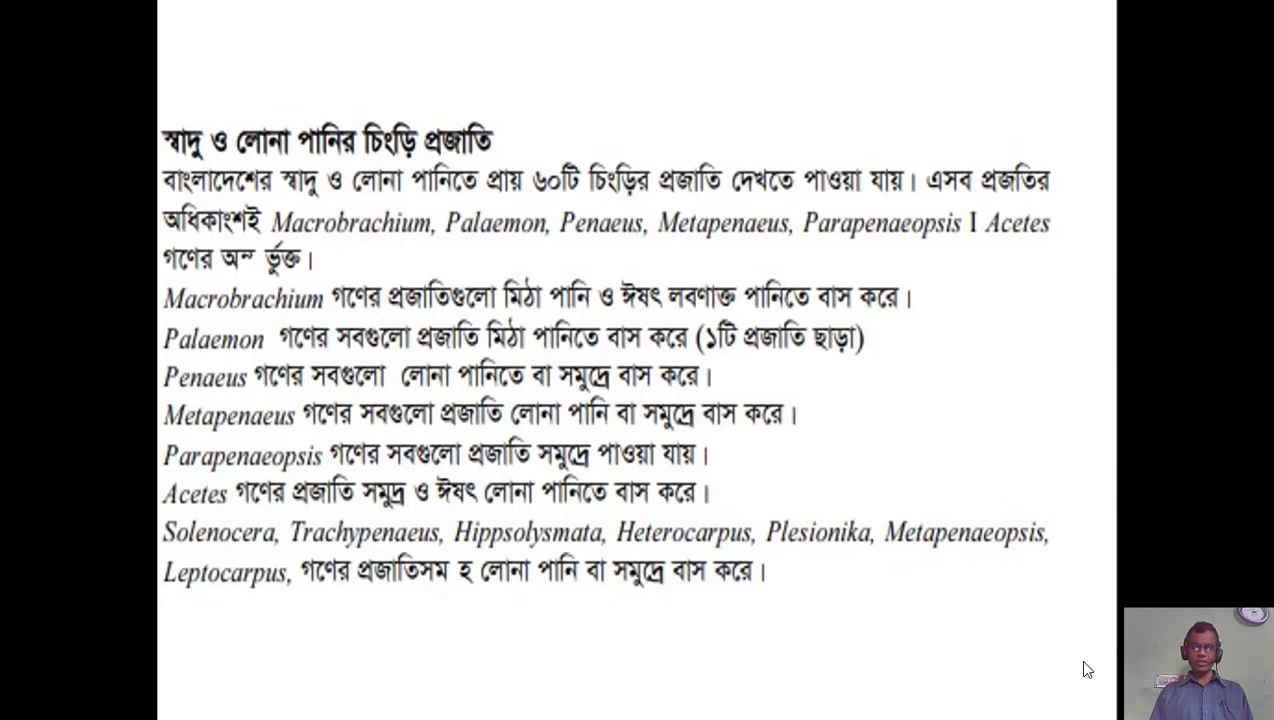 স্বাদু ও লোনা পানির চিংড়ি প্রজাতি
বাংলাদেশের স্বাদু ও লোনা পানিতে প্রায় ৬০টি চিংড়ির প্রজাতি দেখতে পাওয়া যায়। এসব প্রজতির
অধিকাংশই Macrobrachium, Palaemon, Penaeus, Metapenaeus, Parapenaeopsis I Acetes
গণের অন্ র্ভুক্ত।
Macrobrachium গণের প্রজাতিগুলো মিঠা পানি ও ঈষৎ লবণাক্ত পানিতে বাস করে।
Palaemon গণের সবগুলো প্রজাতি মিঠা পানিতে বাস করে (১টি প্রজাতি ছাড়া)
Penaeus গণের সবগুলো লোনা পানিতে বা সমুদ্রে বাস করে।
Metapenaeus গণের সবগুলো প্রজাতি লোনা পানি বা সমুদ্রে বাস করে।
Parapenaeopsis গণের সবগুলো প্রজাতি সমুদ্রে পাওয়া যায়।
Acetes গণের প্রজাতি সমুদ্র ও ঈষৎ লোনা পানিতে বাস করে।
Solenocera, Trachypenaeus, Hippsolysmata, Heterocarpus, Plesionika, Metapenaeopsis,
Leptocarpus, গণের প্রজাতিসম হ লোনা পানি বা সমুদ্রে বাস করে।